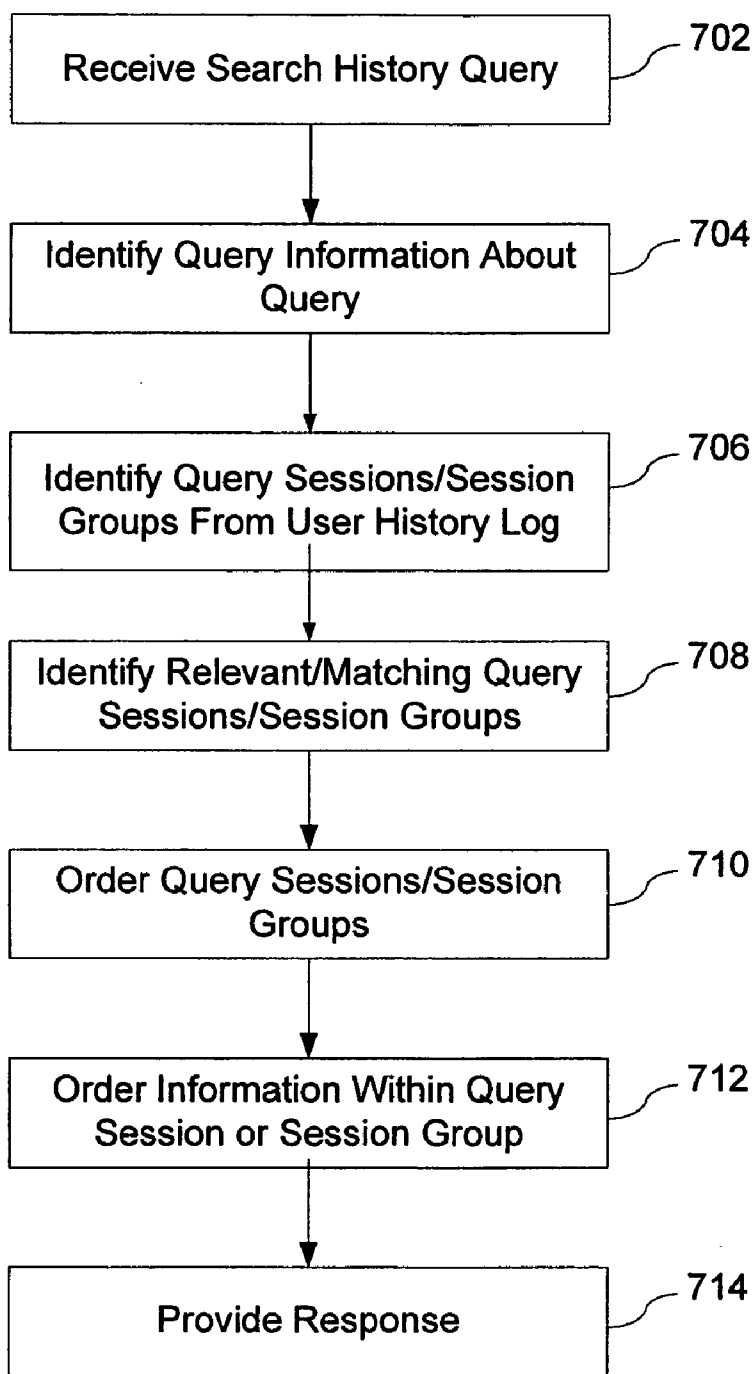 Receive Search History Query
702
Identify Query Information About
Query
704
Identify Query Sessions/Session
Groups From User History Log
706
Identify Relevant/Matching Query
Sessions/Session Groups
708
Order Query Sessions/Session
Groups
710
Order Information Within Query
Session or Session Group
712
Provide Response
714